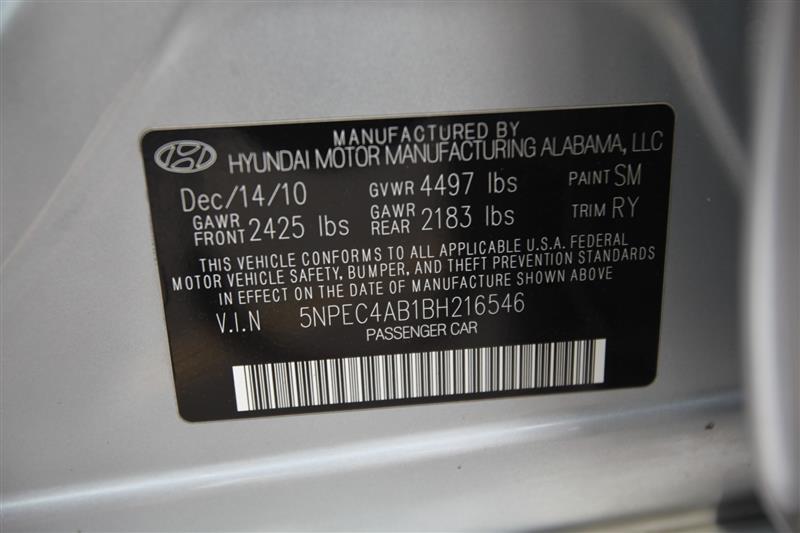 MANUFACTURED BY
HYUNDAI MOTOR MANUFACTURING ALABAMA, LLC
Dec/14/10 GVWR 4497 lbs PAINT SM
GAWR FRONT 2425 lbs GAWR REAR 2183 lbs TRIM RY
THIS VEHICLE CONFORMS TO ALL APPLICABLE U.S.A. FEDERAL
MOTOR VEHICLE SAFETY, BUMPER, AND THEFT PREVENTION STANDARDS
IN EFFECT ON THE DATE OF MANUFACTURE SHOWN ABOVE
V.I.N 5NPEC4AB1BH216546
PASSENGER CAR